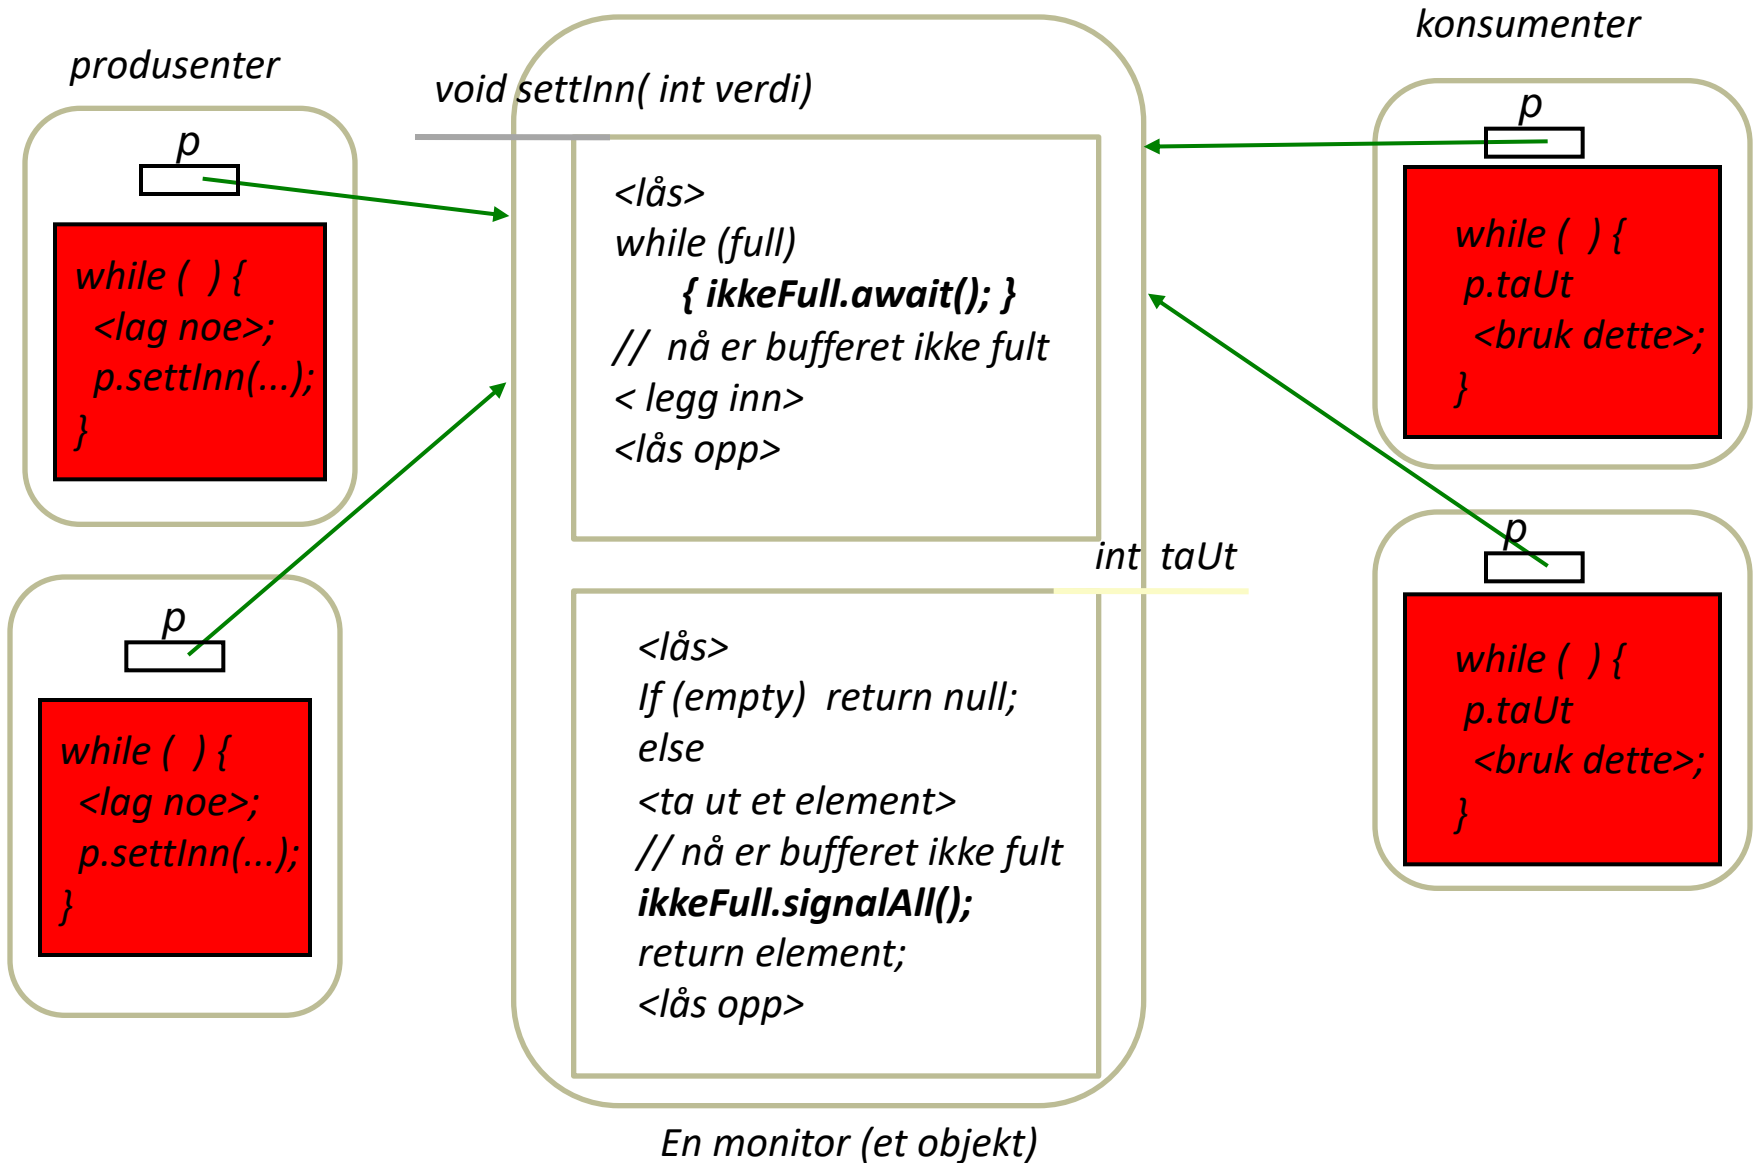 produsenter
p
while (  ) {
<lag noe>;
p.settInn(...);
}
p
while (  ) {
<lag noe>;
p.settInn(...);
}
void settInn( int verdi)
<lås>
while (full)
{ ikkeFull.await(); }
//  nå er bufferet ikke fult
< legg inn>
<lås opp>
int  taUt
<lås>
If (empty)  return null;
else
<ta ut et element>
// nå er bufferet ikke fult
ikkeFull.signalAll();
return element;
<lås opp>
En monitor (et objekt)
konsumenter
p
while (  ) {
p.taUt
<bruk dette>;
}
p
while (  ) {
p.taUt
<bruk dette>;
}